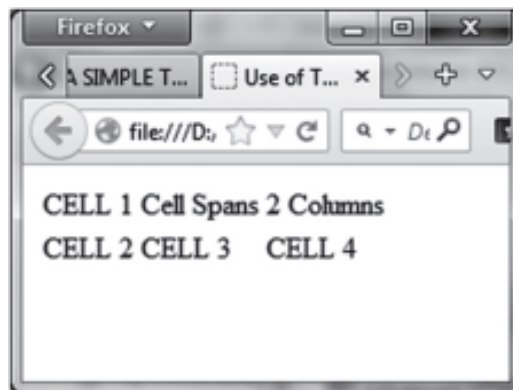 Firefox
A SIMPLE T... Use of T...
file:///D:/
CELL 1 Cell Spans 2 Columns
CELL 2 CELL 3 CELL 4